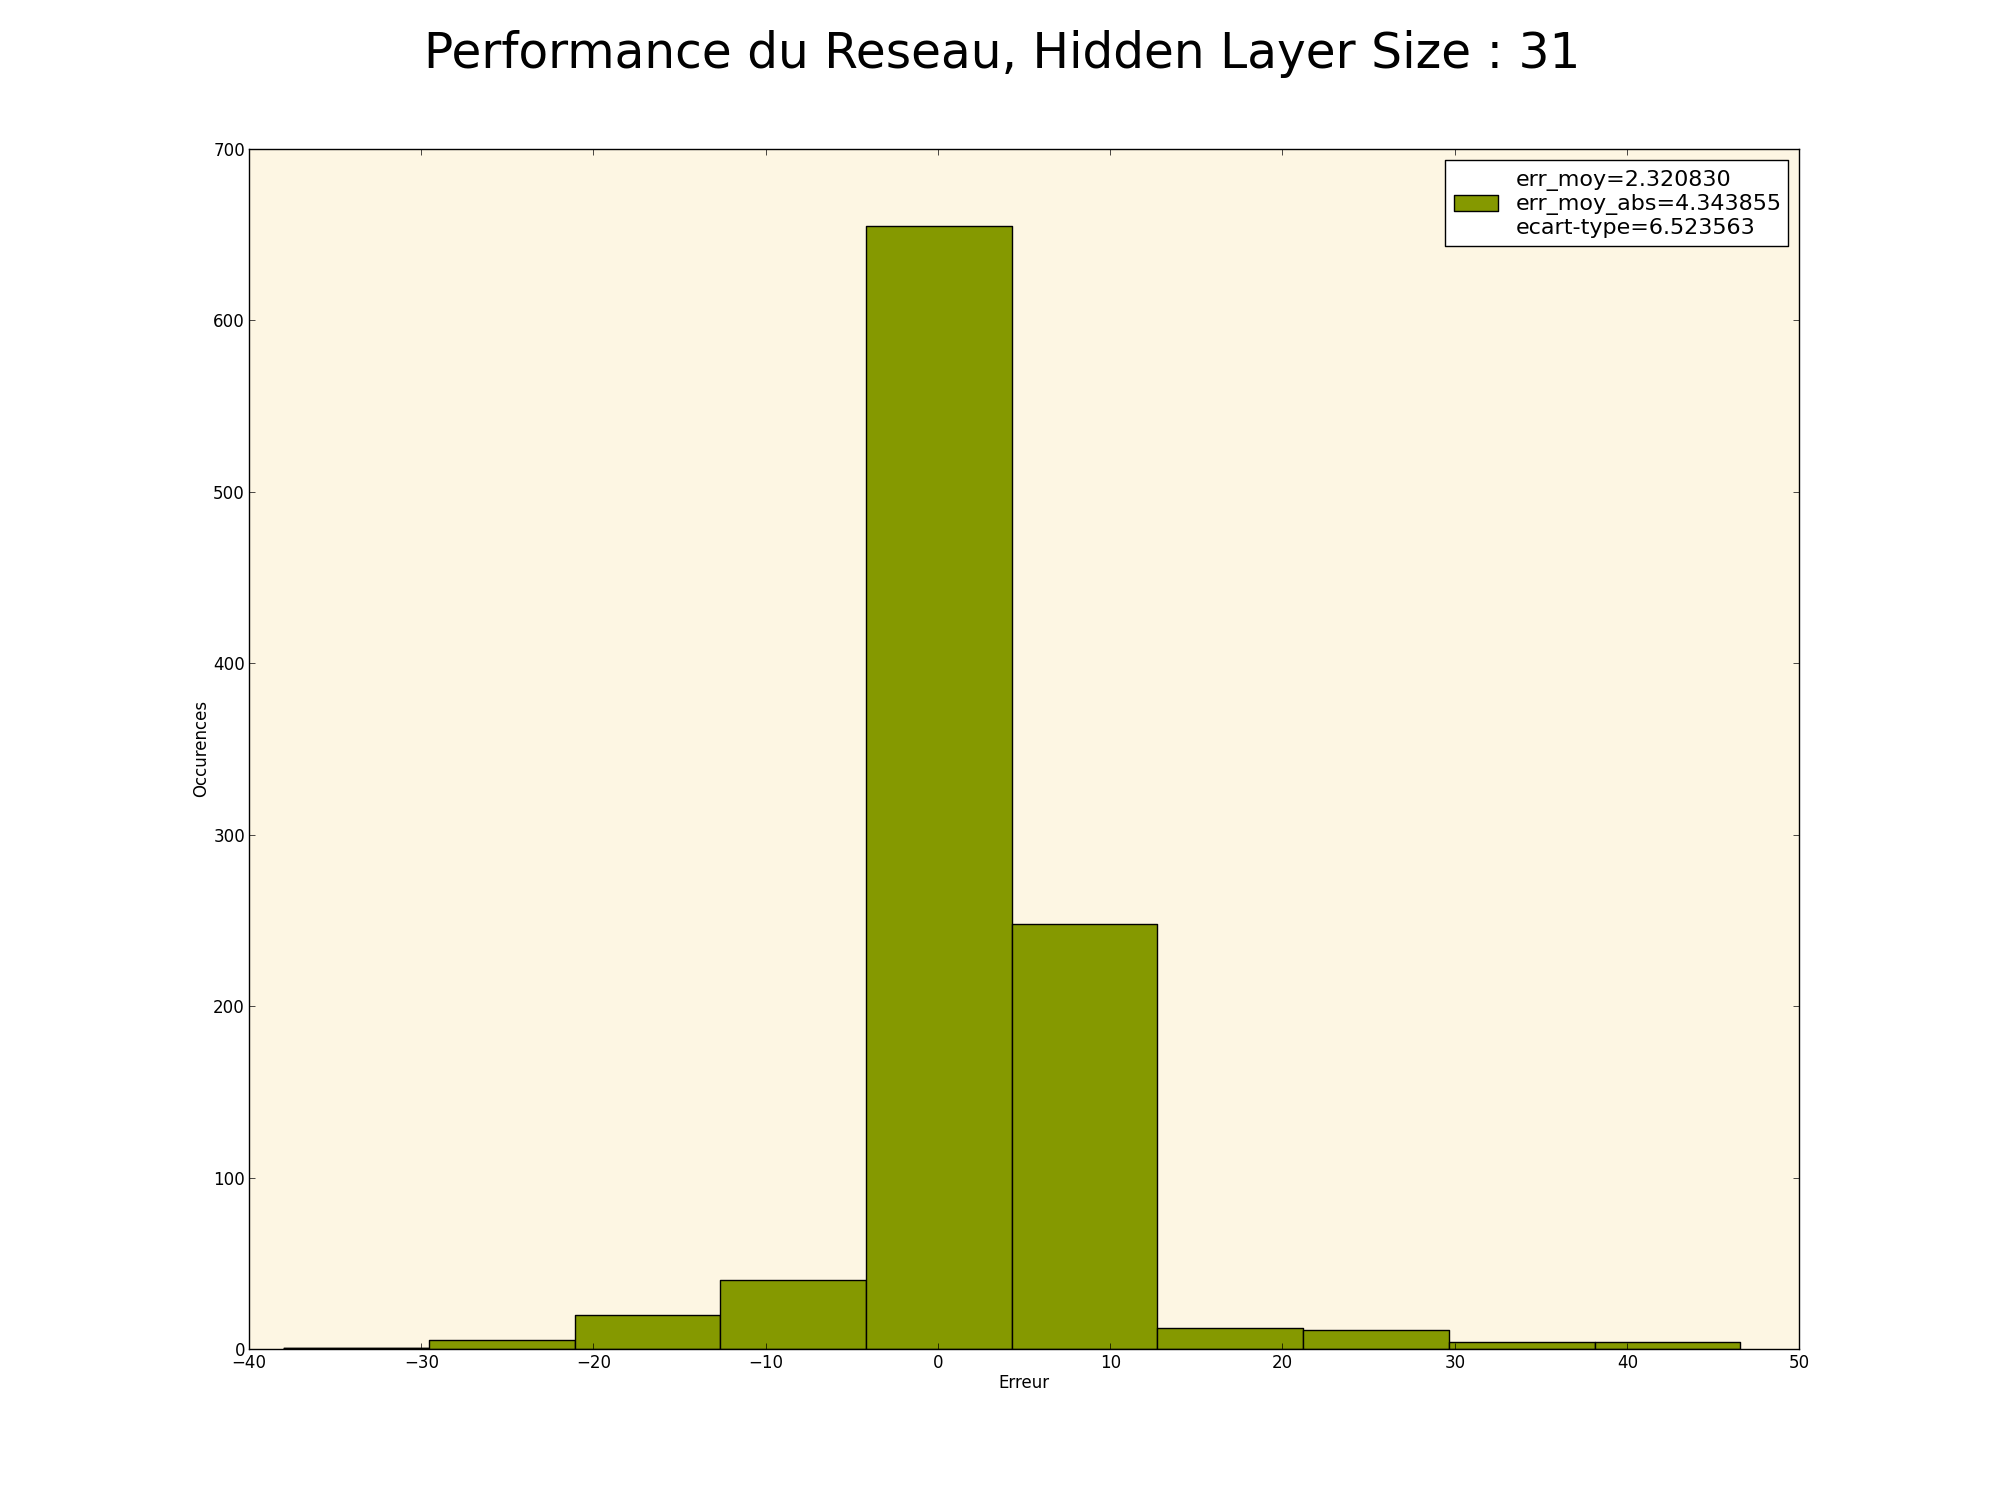 Performance du Reseau, Hidden Layer Size : 31
err_moy=2.320830
err_moy_abs=4.343855
ecart-type=6.523563
700
600
500
400
300
200
100
0
Occurences
−40 −30 −20 −10 0 10 20 30 40 50
Erreur